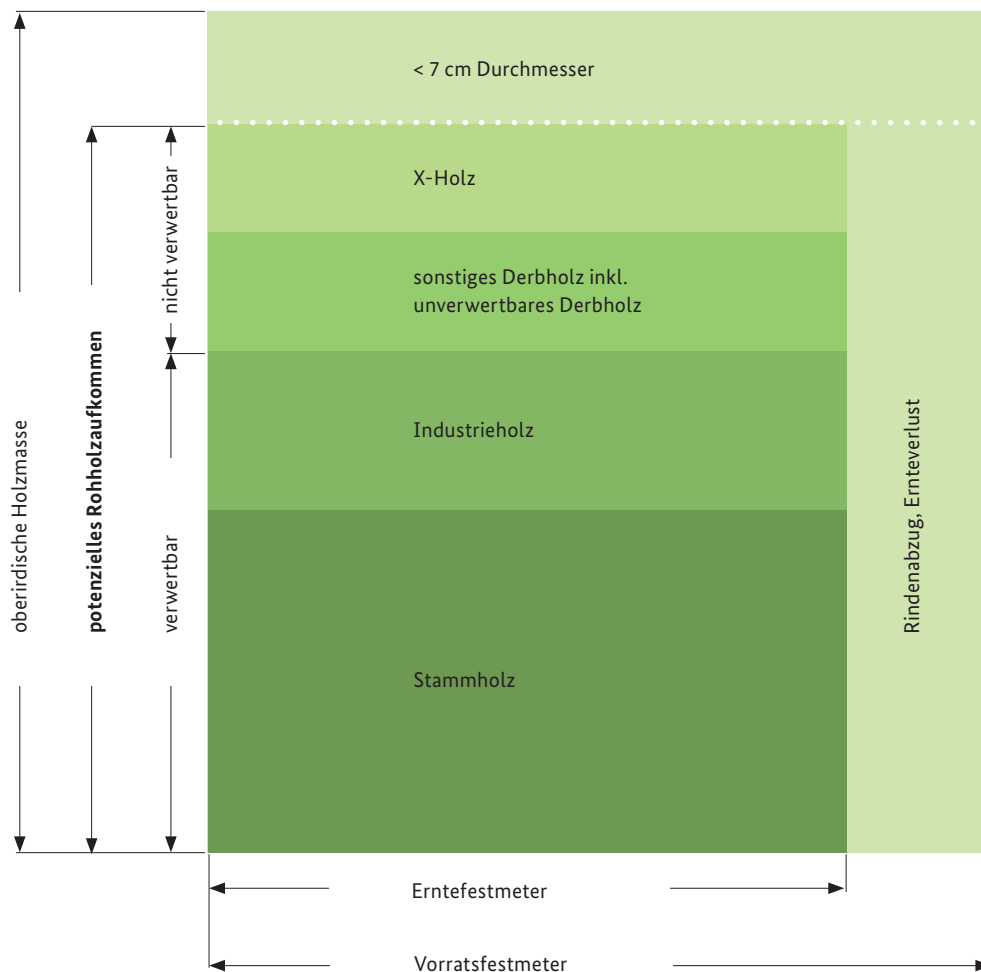 < 7 cm Durchmesser
X-Holz
sonstiges Derbholz inkl.
unverwertbares Derbholz
Industrieholz
Stammholz
oberirdische Holzmasse
potenzielles Rohholzaufkommen
nicht verwertbar
verwertbar
Rindenabzug, Ernteverlust
Erntefestmeter
Vorratsfestmeter